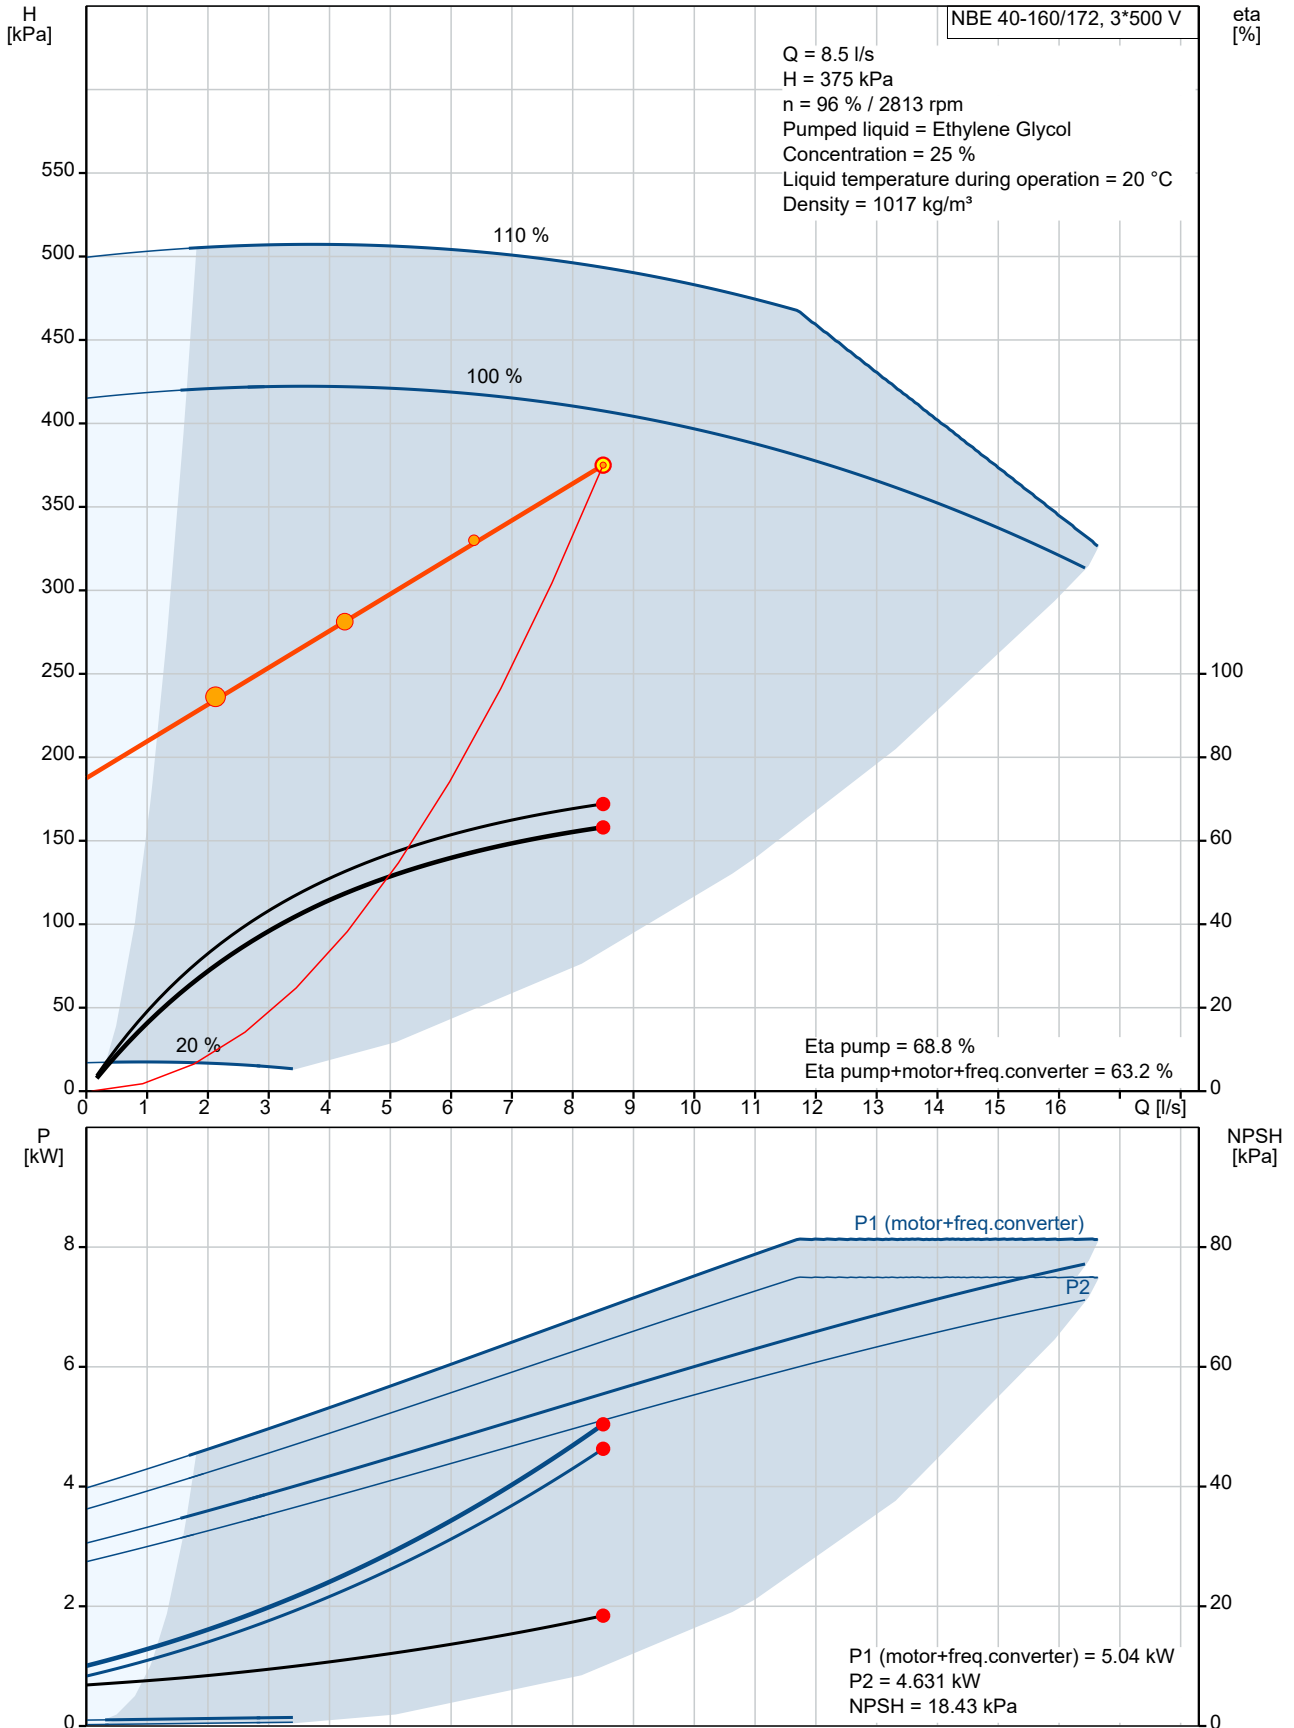 H
[kPa]
NBE 40-160/172, 3*500 V
eta
[%]
Q = 8.5 l/s
H = 375 kPa
n = 96 % / 2813 rpm
Pumped liquid = Ethylene Glycol
Concentration = 25 %
Liquid temperature during operation = 20 °C
Density = 1017 kg/m³
550
500
450
400
350
300
250
200
150
100
50
0
110 %
100 %
20 %
100
80
60
40
20
0
Eta pump = 68.8 %
Eta pump+motor+freq.converter = 63.2 %
0 1 2 3 4 5 6 7 8 9 10 11 12 13 14 15 16 Q [l/s]
P
[kW]
NPSH
[kPa]
8
6
4
2
0
P1 (motor+freq.converter)
P2
80
60
40
20
0
P1 (motor+freq.converter) = 5.04 kW
P2 = 4.631 kW
NPSH = 18.43 kPa